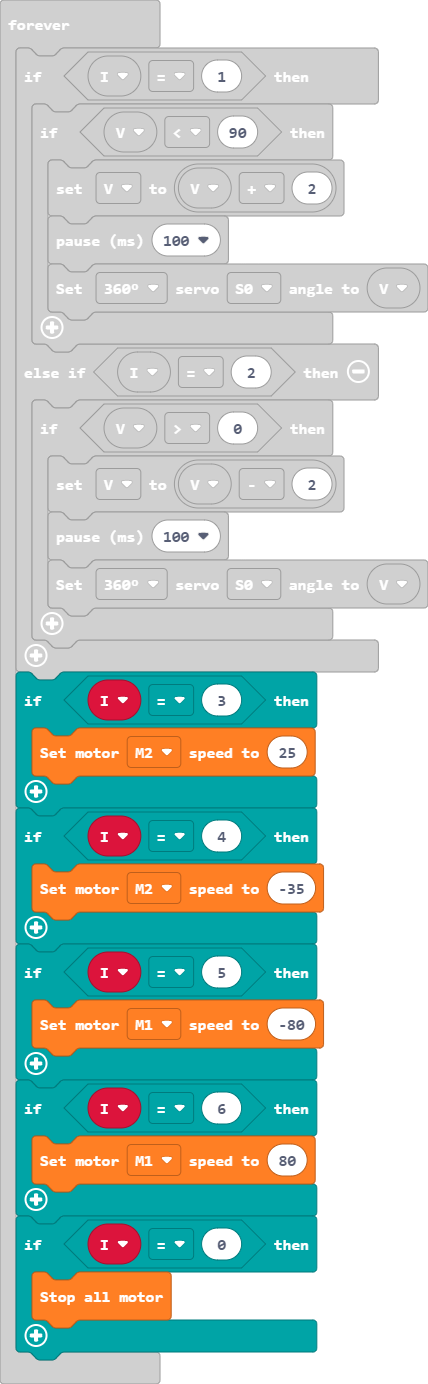 forever
if I = 1 then
if V < 90 then
set V to V + 2
pause (ms) 100
Set 360º servo S0 angle to V
else if I = 2 then
if V > 0 then
set V to V - 2
pause (ms) 100
Set 360º servo S0 angle to V
if I = 3 then
Set motor M2 speed to 25
if I = 4 then
Set motor M2 speed to -35
if I = 5 then
Set motor M1 speed to -80
if I = 6 then
Set motor M1 speed to 80
if I = 0 then
Stop all motor